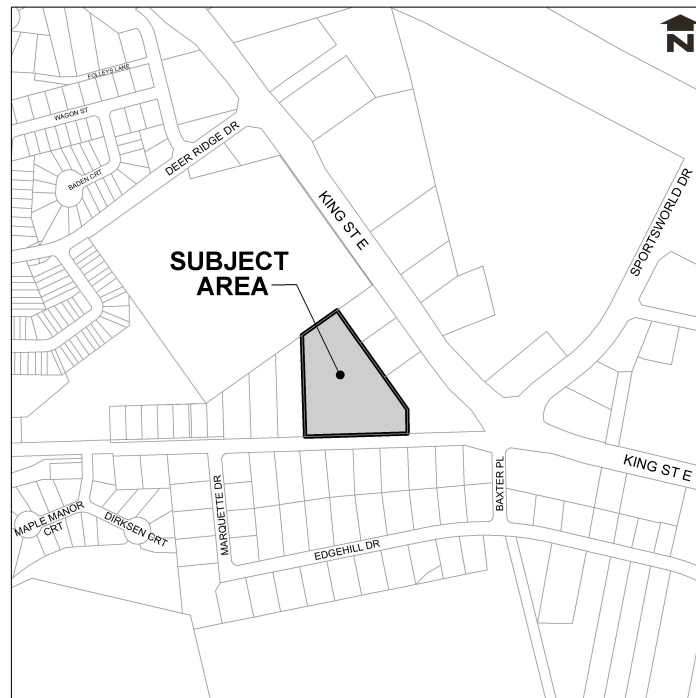 N
FOLLEYS LANE
WAGON ST
DEER RIDGE DR
BADEN CRT
KING ST E
SPORTSWORLD DR
SUBJECT
AREA
KING ST E
BAXTER PL
MARQUETTE DR
MAPLE MANOR
CRT
DIRKSEN CRT
EDGEHILL DR